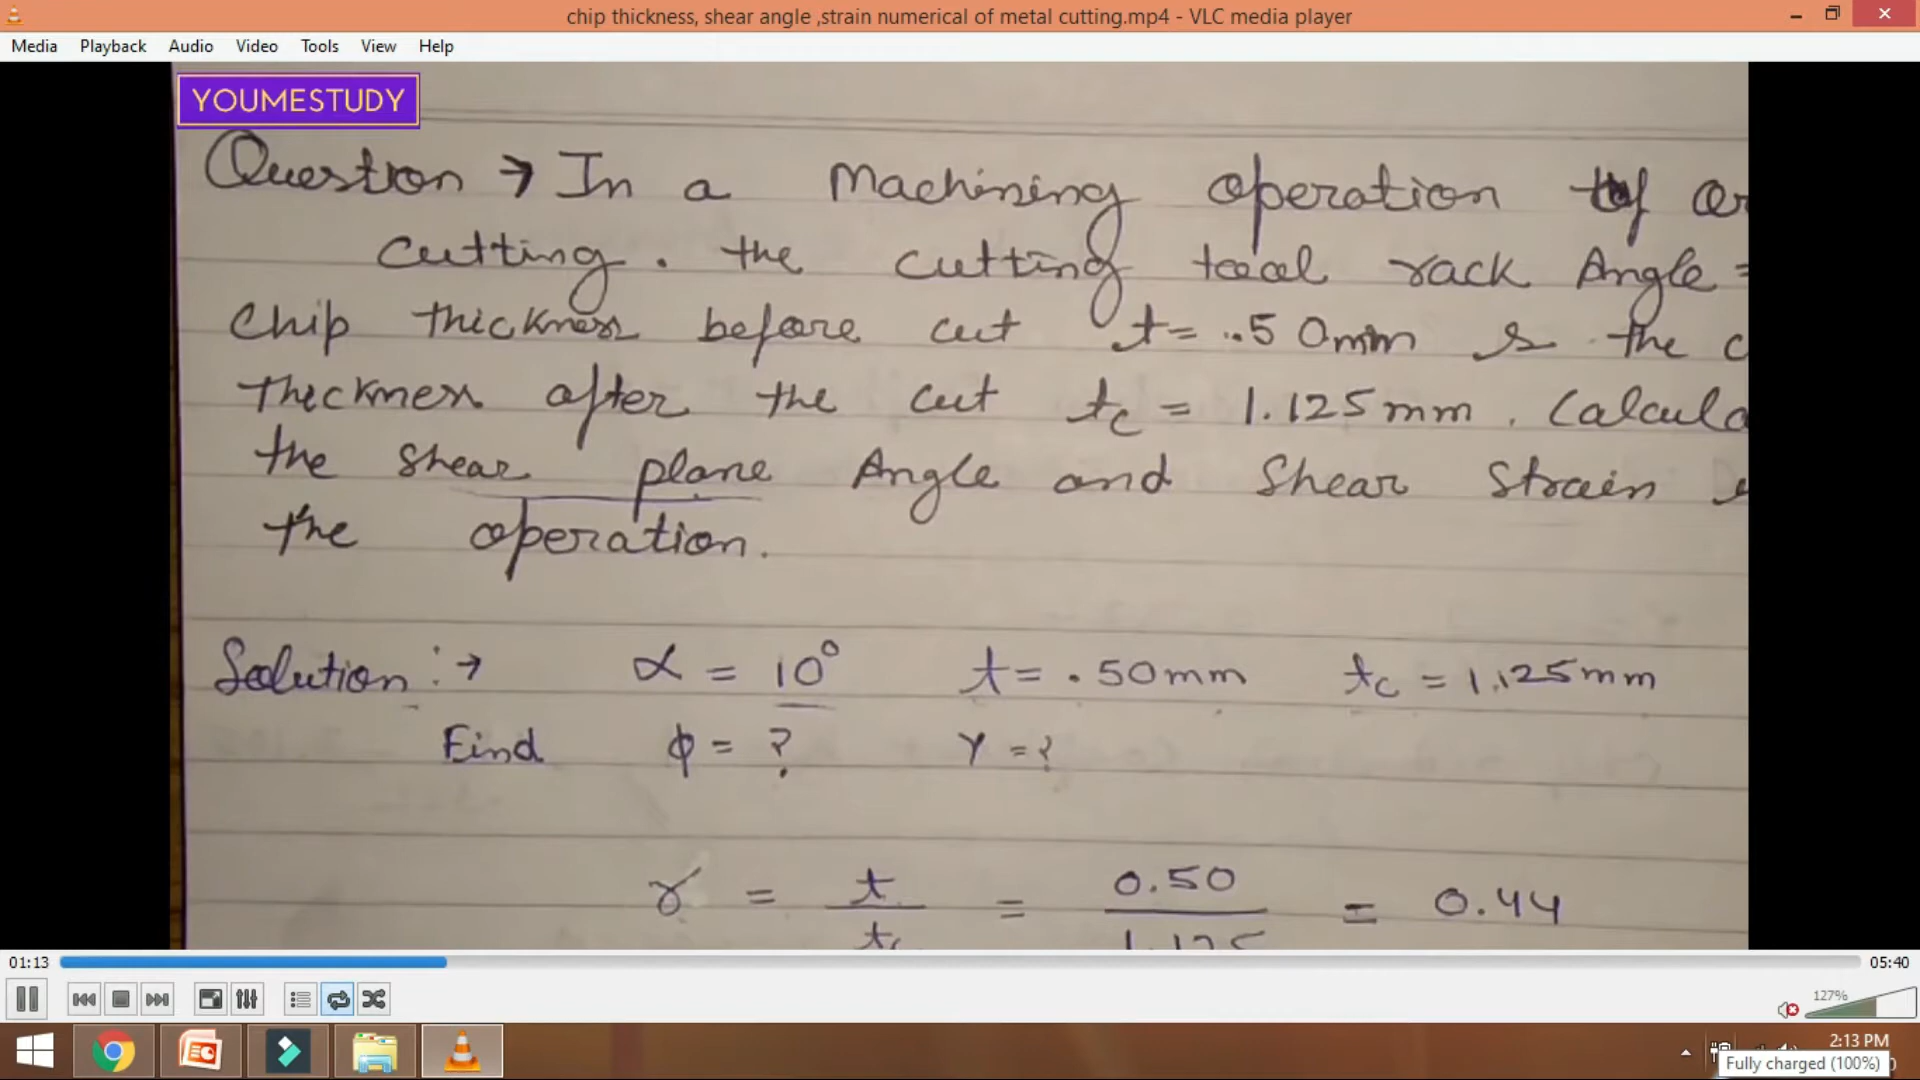 chip thickness, shear angle ,strain numerical of metal cutting.mp4 - VLC media player
Media Playback Audio Video Tools View Help
YOUMESTUDY
Question → In a Machining operation of
cutting. the cutting tool rack Angle =
Chip thickness before cut t= .50mm & the
thickness after the cut tc = 1.125mm. Calcula
the shear plane Angle and Shear Strain
the operation.
Solution :→ α = 10° t= .50mm tc = 1.125mm
Find ϕ = ? γ = ?
r = t/tc = 0.50/1.125 = 0.44
01:13 05:40
127%
2:13 PM
Fully charged (100%)